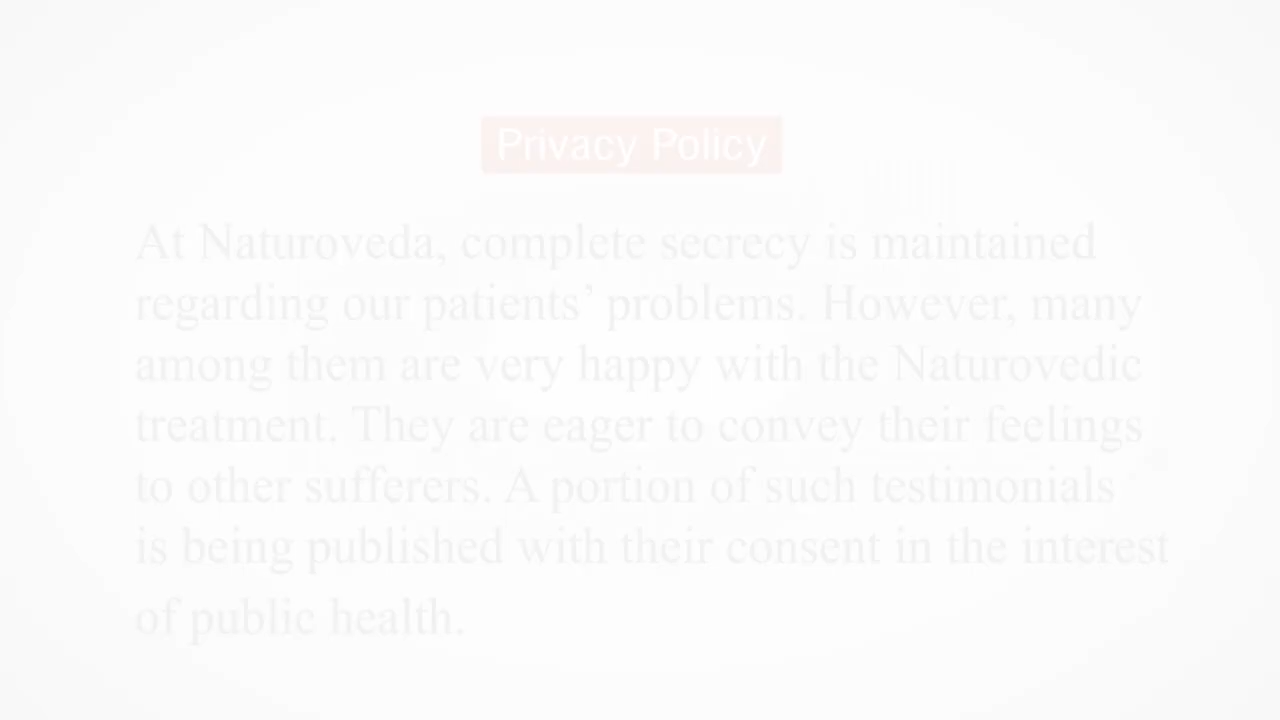 Privacy Policy
At Naturoveda, complete secrecy is maintained
regarding our patients’ problems. However, many
among them are very happy with the Naturovedic
treatment. They are eager to convey their feelings
to other sufferers. A portion of such testimonials
is being published with their consent in the interest
of public health.